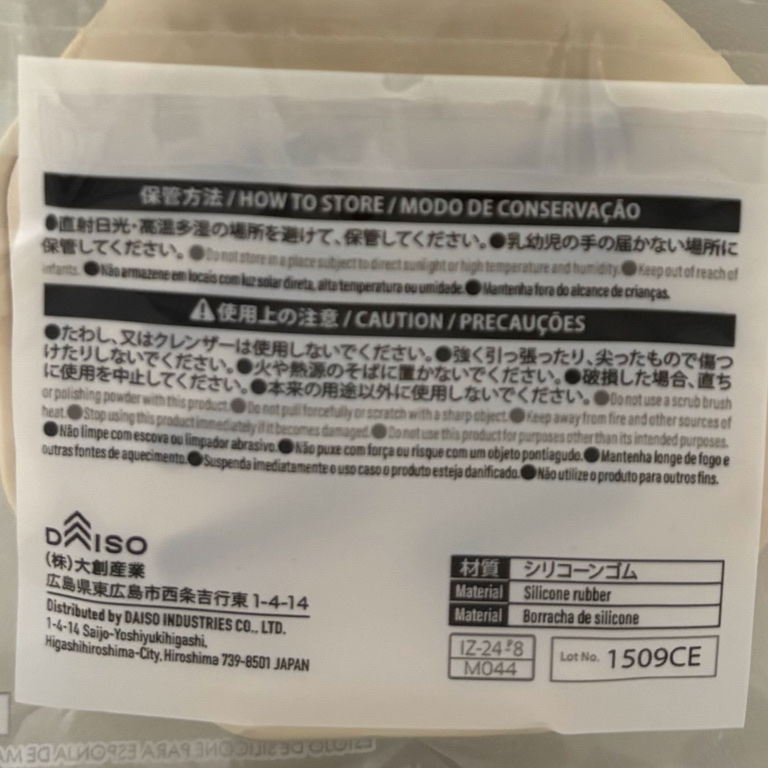 保管方法 / HOW TO STORE / MODO DE CONSERVAÇÃO
●直射日光・高温多湿の場所を避けて、保管してください。●乳幼児の手の届かない場所に
保管してください。●Do not store in a place subject to direct sunlight or high temperature and humidity.●Keep out of reach of
infants.●Não armazene em locais com luz solar direta, alta temperatura ou umidade.●Mantenha fora do alcance de crianças.
⚠使用上の注意 / CAUTION / PRECAUÇÕES
●たわし、又はクレンザーは使用しないでください。●強く引っ張ったり、尖ったもので傷つ
けたりしないでください。●火や熱源のそばに置かないでください。●破損した場合、直ち
に使用を中止してください。●本来の用途以外に使用しないでください。●Do not use a scrub brush
or polishing powder with this product.●Do not pull forcefully or scratch with a sharp object.●Keep away from fire and other sources of
heat.●Stop using this product immediately if it becomes damaged.●Do not use this product for purposes other than its intended purposes.
●Não limpe com escova ou limpador abrasivo.●Não puxe com força ou risque com um objeto pontiagudo.●Mantenha longe de fogo e
outras fontes de aquecimento.●Suspenda imediatamente o uso caso o produto esteja danificado.●Não utilize o produto para outros fins.
DAISO
(株)大創産業
広島県東広島市西条吉行東1-4-14
Distributed by DAISO INDUSTRIES CO., LTD.
1-4-14 Saijo-Yoshiyukihigashi,
Higashihiroshima-City, Hiroshima 739-8501 JAPAN
材質 シリコーンゴム
Material Silicone rubber
Material Borracha de silicone
M044
Lot No. 1509CE
DE SILICONE PARA ESPONJA DE